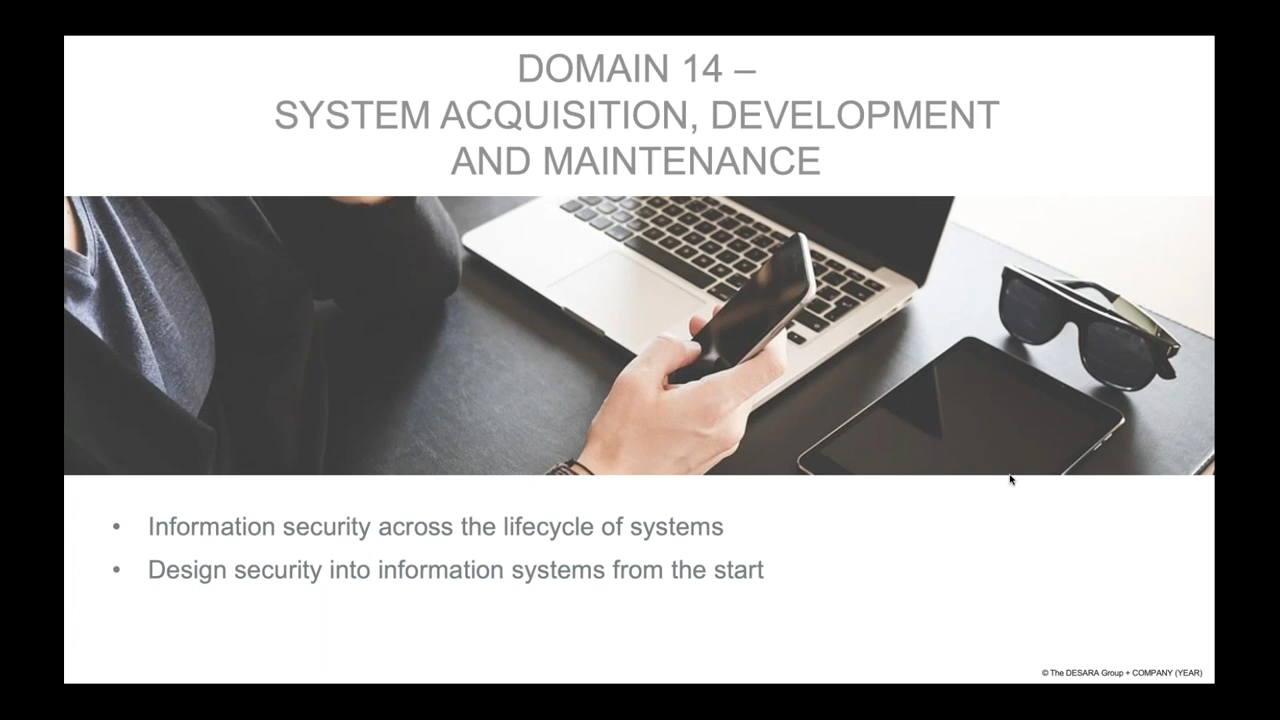 DOMAIN 14 –
SYSTEM ACQUISITION, DEVELOPMENT
AND MAINTENANCE
• Information security across the lifecycle of systems
• Design security into information systems from the start
© The DESARA Group + COMPANY (YEAR)